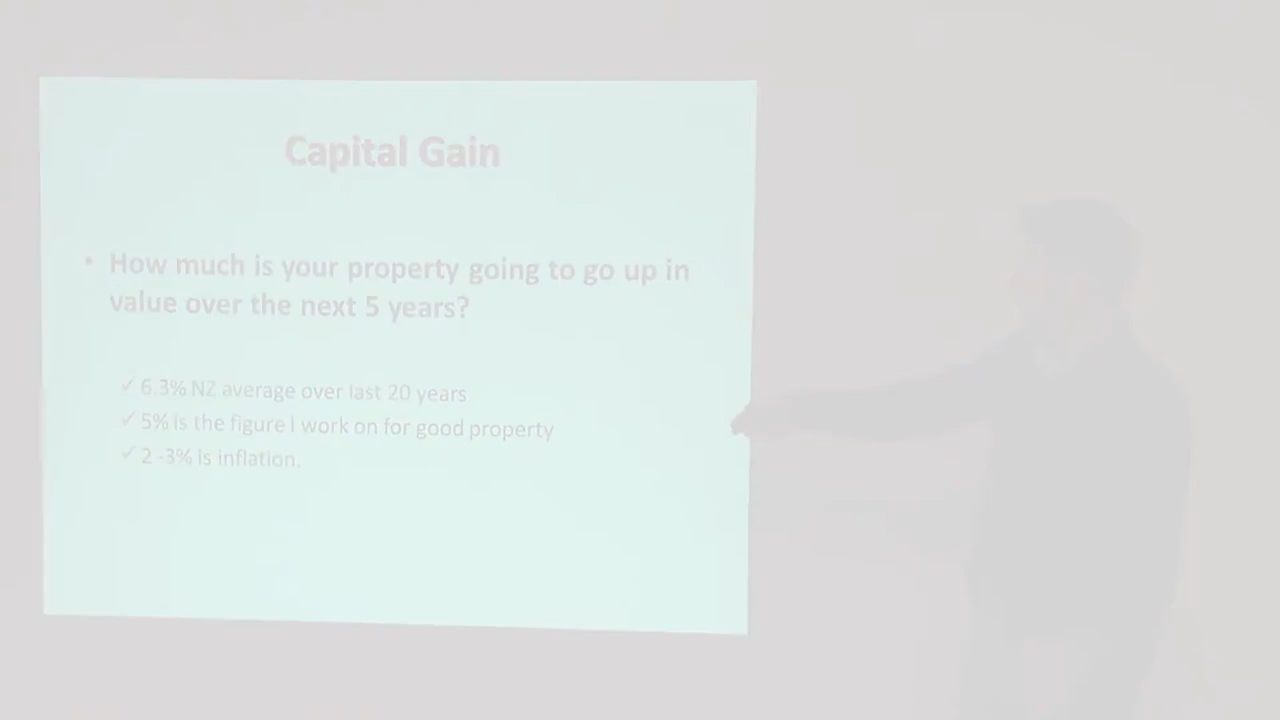 Capital Gain
• How much is your property going to go up in
value over the next 5 years?
✓ 6.3% NZ average over last 20 years
✓ 5% is the figure I work on for good property
✓ 2 -3% is inflation.